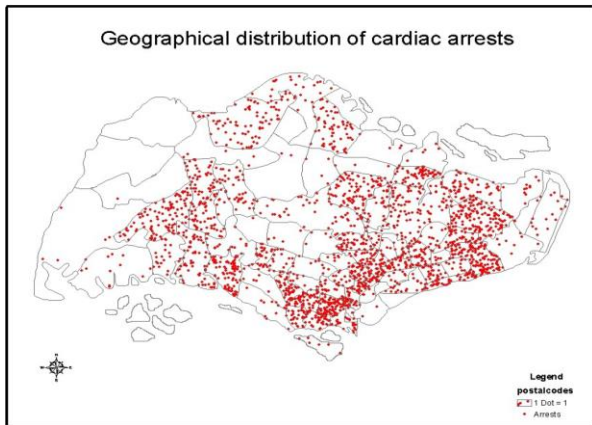 Geographical distribution of cardiac arrests
Legend
postalcodes
1 Dot = 1
Arrests